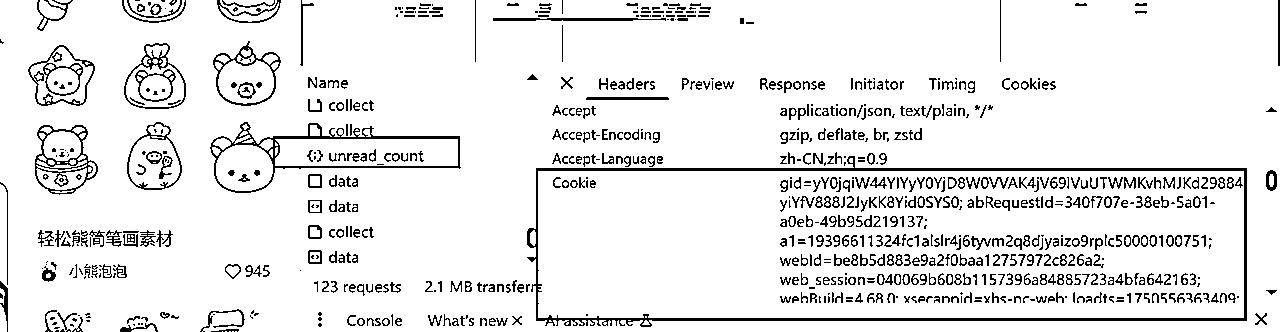 轻松熊简笔画素材
小熊泡泡
945
Name
collect
collect
unread_count
data
data
collect
data
123 requests 2.1 MB transferre
Console What's new AI assistance
Headers Preview Response Initiator Timing Cookies
Accept application/json, text/plain, */*
Accept-Encoding gzip, deflate, br, zstd
Accept-Language zh-CN,zh;q=0.9
Cookie gid=yY0jqiW44YIYyY0YjD8W0VVAK4jV69IVuUTWMKvhMJKd29884
yiYfV888J2JyKK8Yid0SYS0; abRequestId=340f707e-38eb-5a01-
a0eb-49b95d219137;
a1=19396611324fc1alslr4j6tyvm2q8djyaizo9rplc50000100751;
webId=be8b5d883e9a2f0baa12757972c826a2;
web_session=040069b608b1157396a84885723a4bfa642163;
webBuild=4.68.0; xsecappid=xhs-pc-web; loadts=1750556363409;